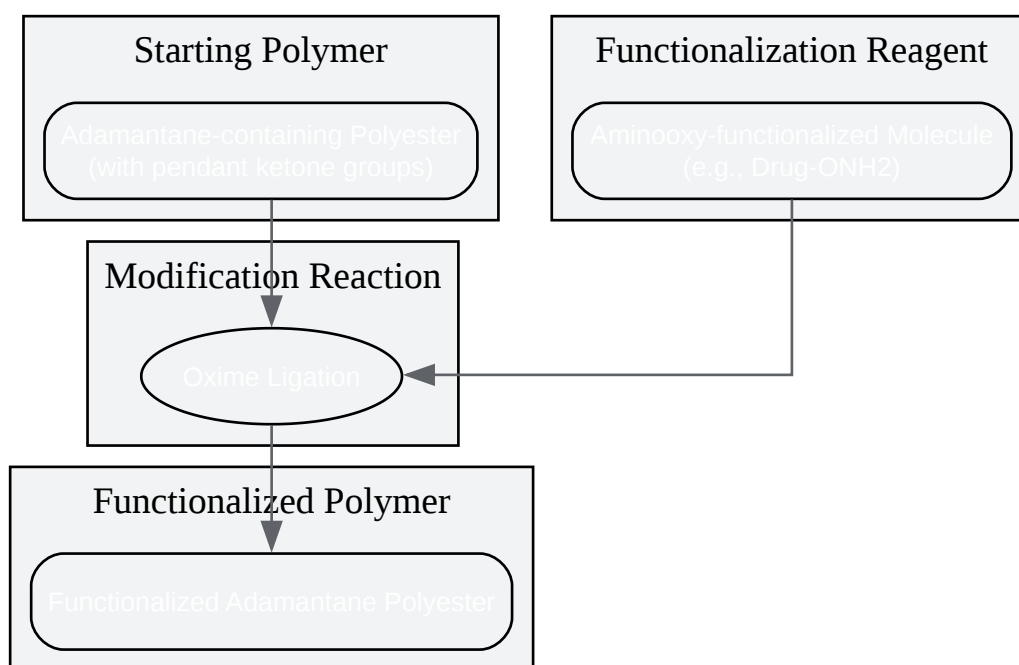 Starting Polymer
Adamantane-containing Polyester
(with pendant ketone groups)
Functionalization Reagent
Aminooxy-functionalized Molecule
(e.g., Drug-ONH2)
Modification Reaction
Oxime Ligation
Functionalized Polymer
Functionalized Adamantane Polyester